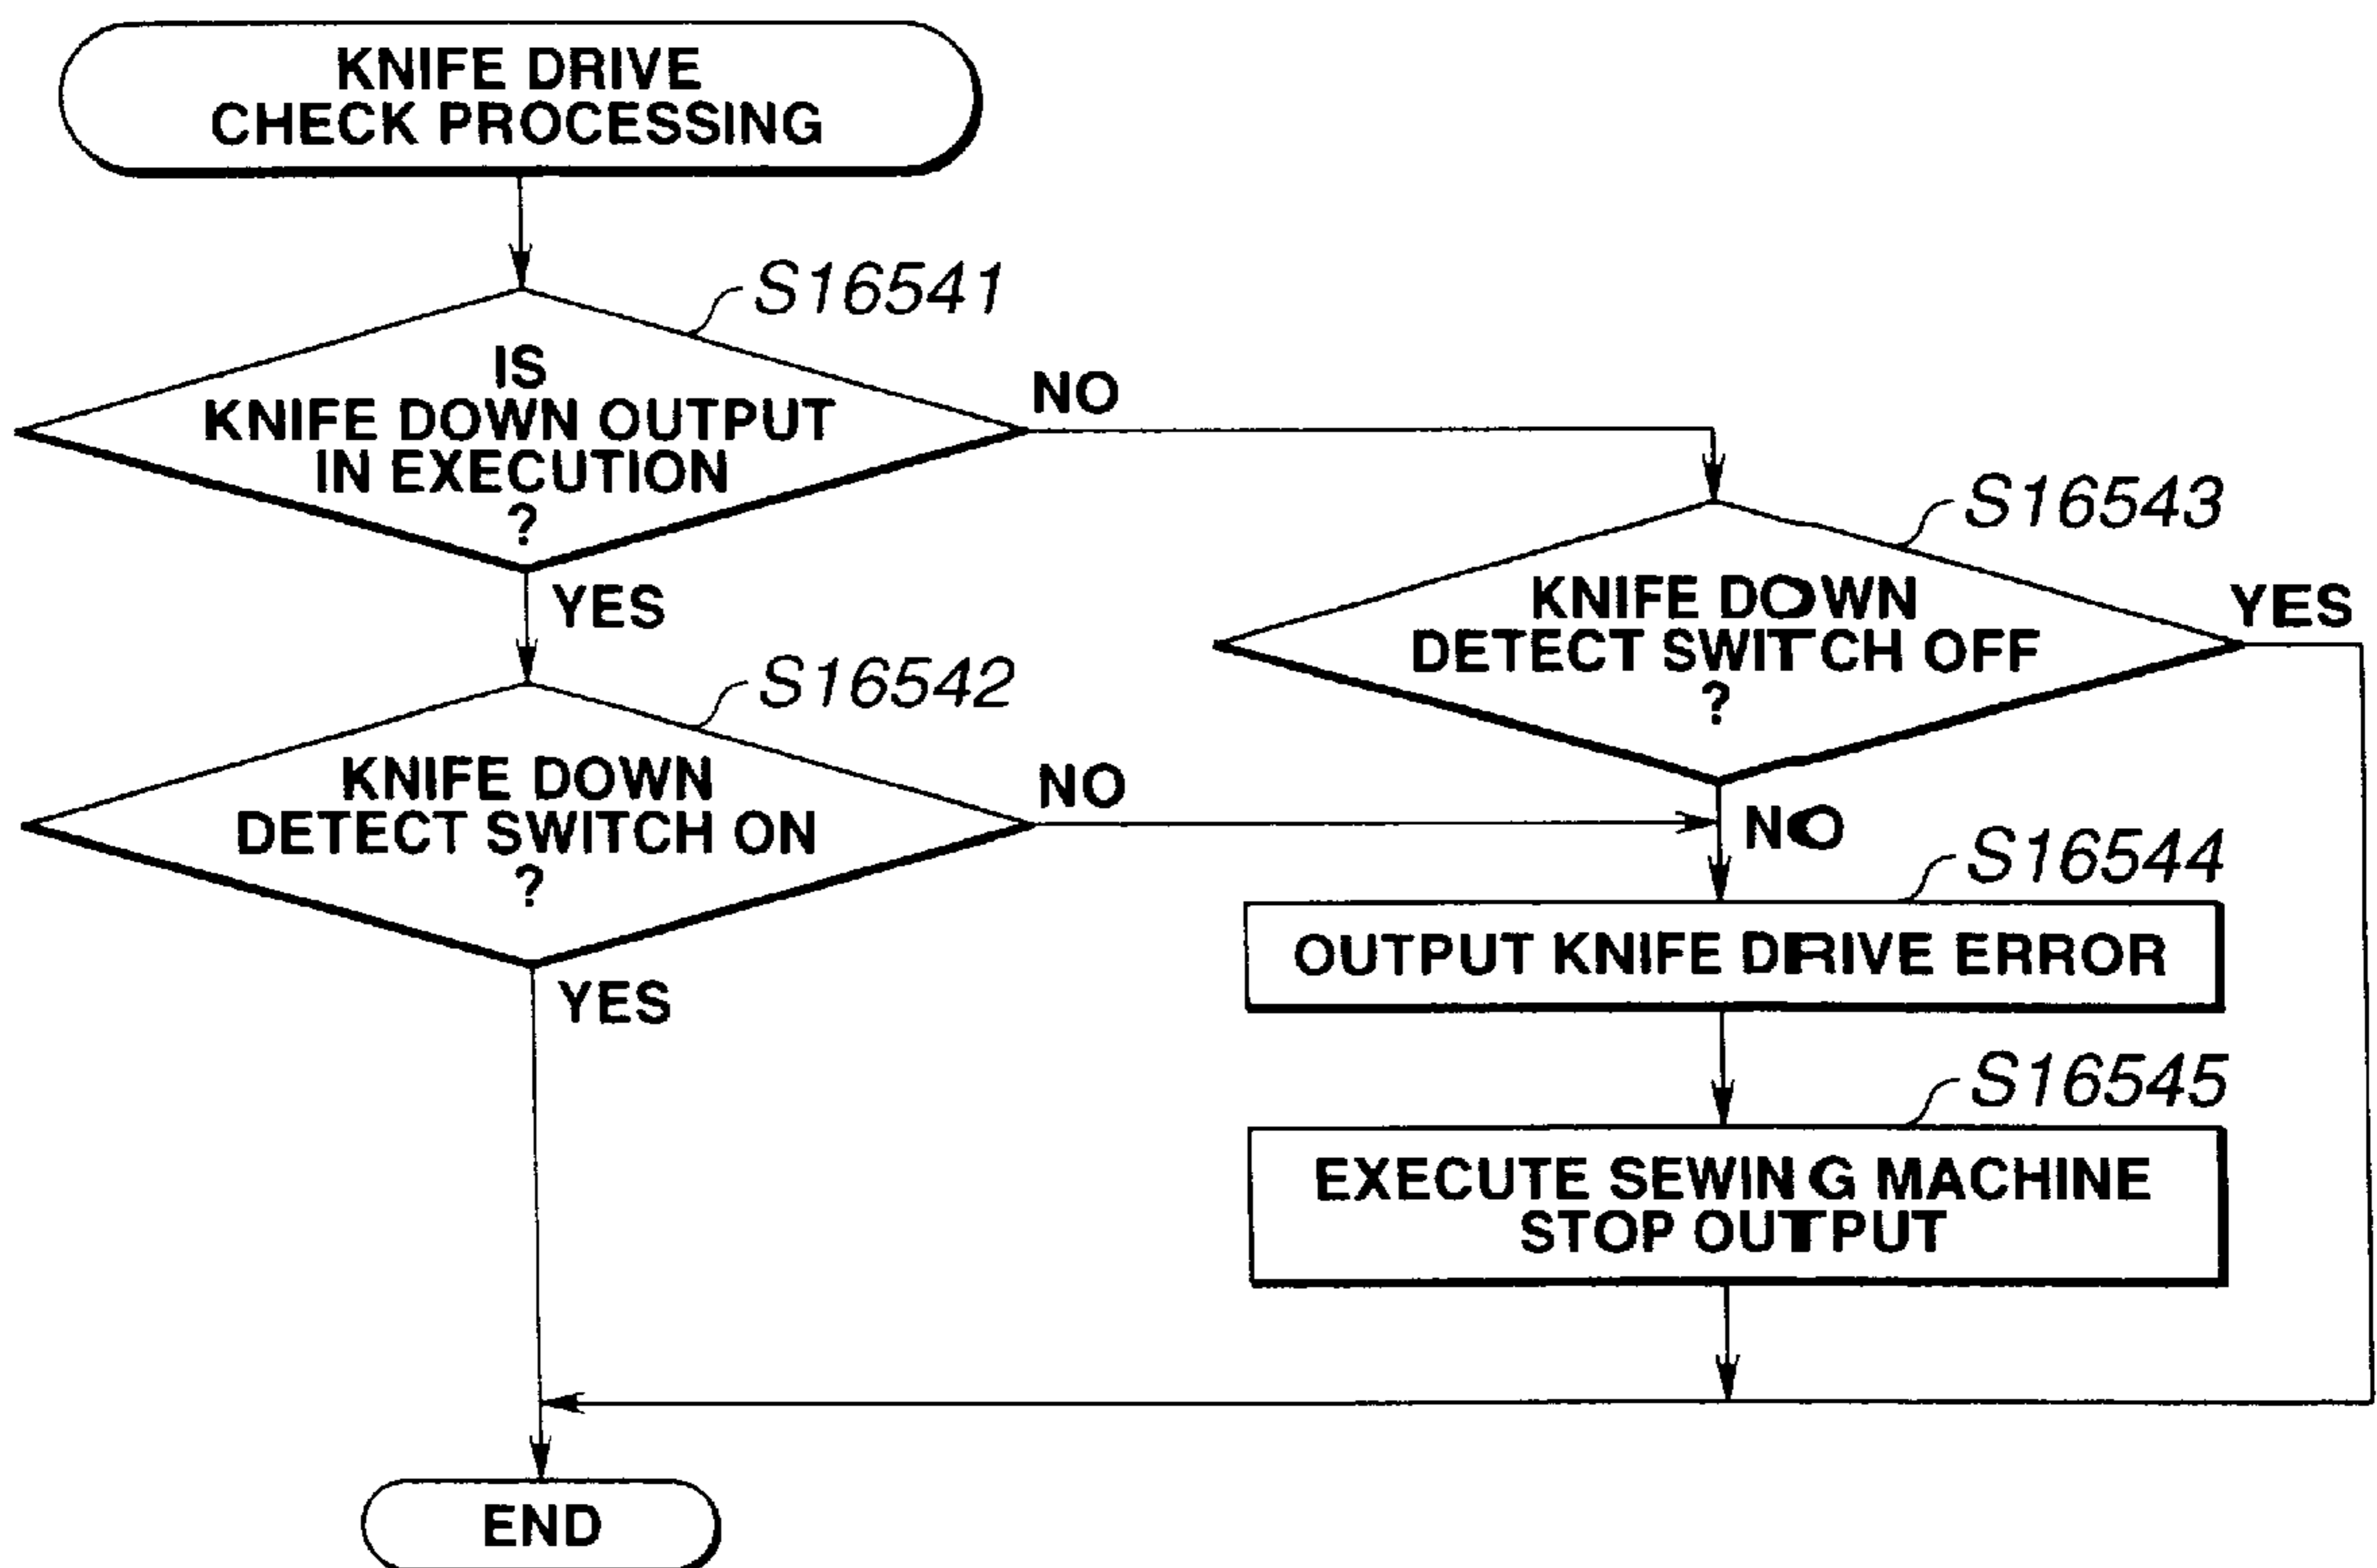 KNIFE DRIVE
CHECK PROCESSING
S16541
IS
KNIFE DOWN OUTPUT
IN EXECUTION
?
NO
YES
S16542
KNIFE DOWN
DETECT SWITCH ON
?
NO
YES
S16543
KNIFE DOWN
DETECT SWITCH OFF
?
YES
NO
S16544
OUTPUT KNIFE DRIVE ERROR
S16545
EXECUTE SEWING MACHINE
STOP OUTPUT
END